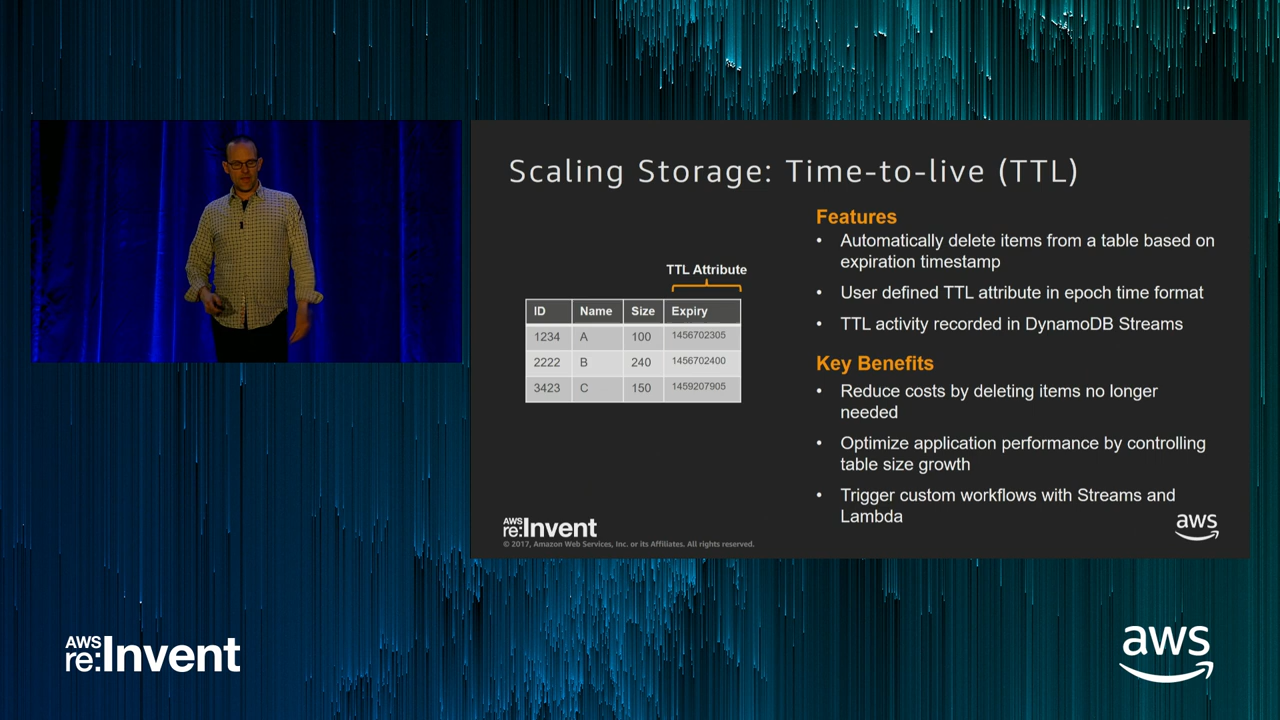 Scaling Storage: Time-to-live (TTL)
TTL Attribute
ID Name Size Expiry
1234 A 100 1456702305
2222 B 240 1456702400
3423 C 150 1459207905
Features
• Automatically delete items from a table based on
expiration timestamp
• User defined TTL attribute in epoch time format
• TTL activity recorded in DynamoDB Streams
Key Benefits
• Reduce costs by deleting items no longer
needed
• Optimize application performance by controlling
table size growth
• Trigger custom workflows with Streams and
Lambda
AWS
re:Invent
© 2017, Amazon Web Services, Inc. or its Affiliates. All rights reserved.
aws
AWS
re:Invent
aws